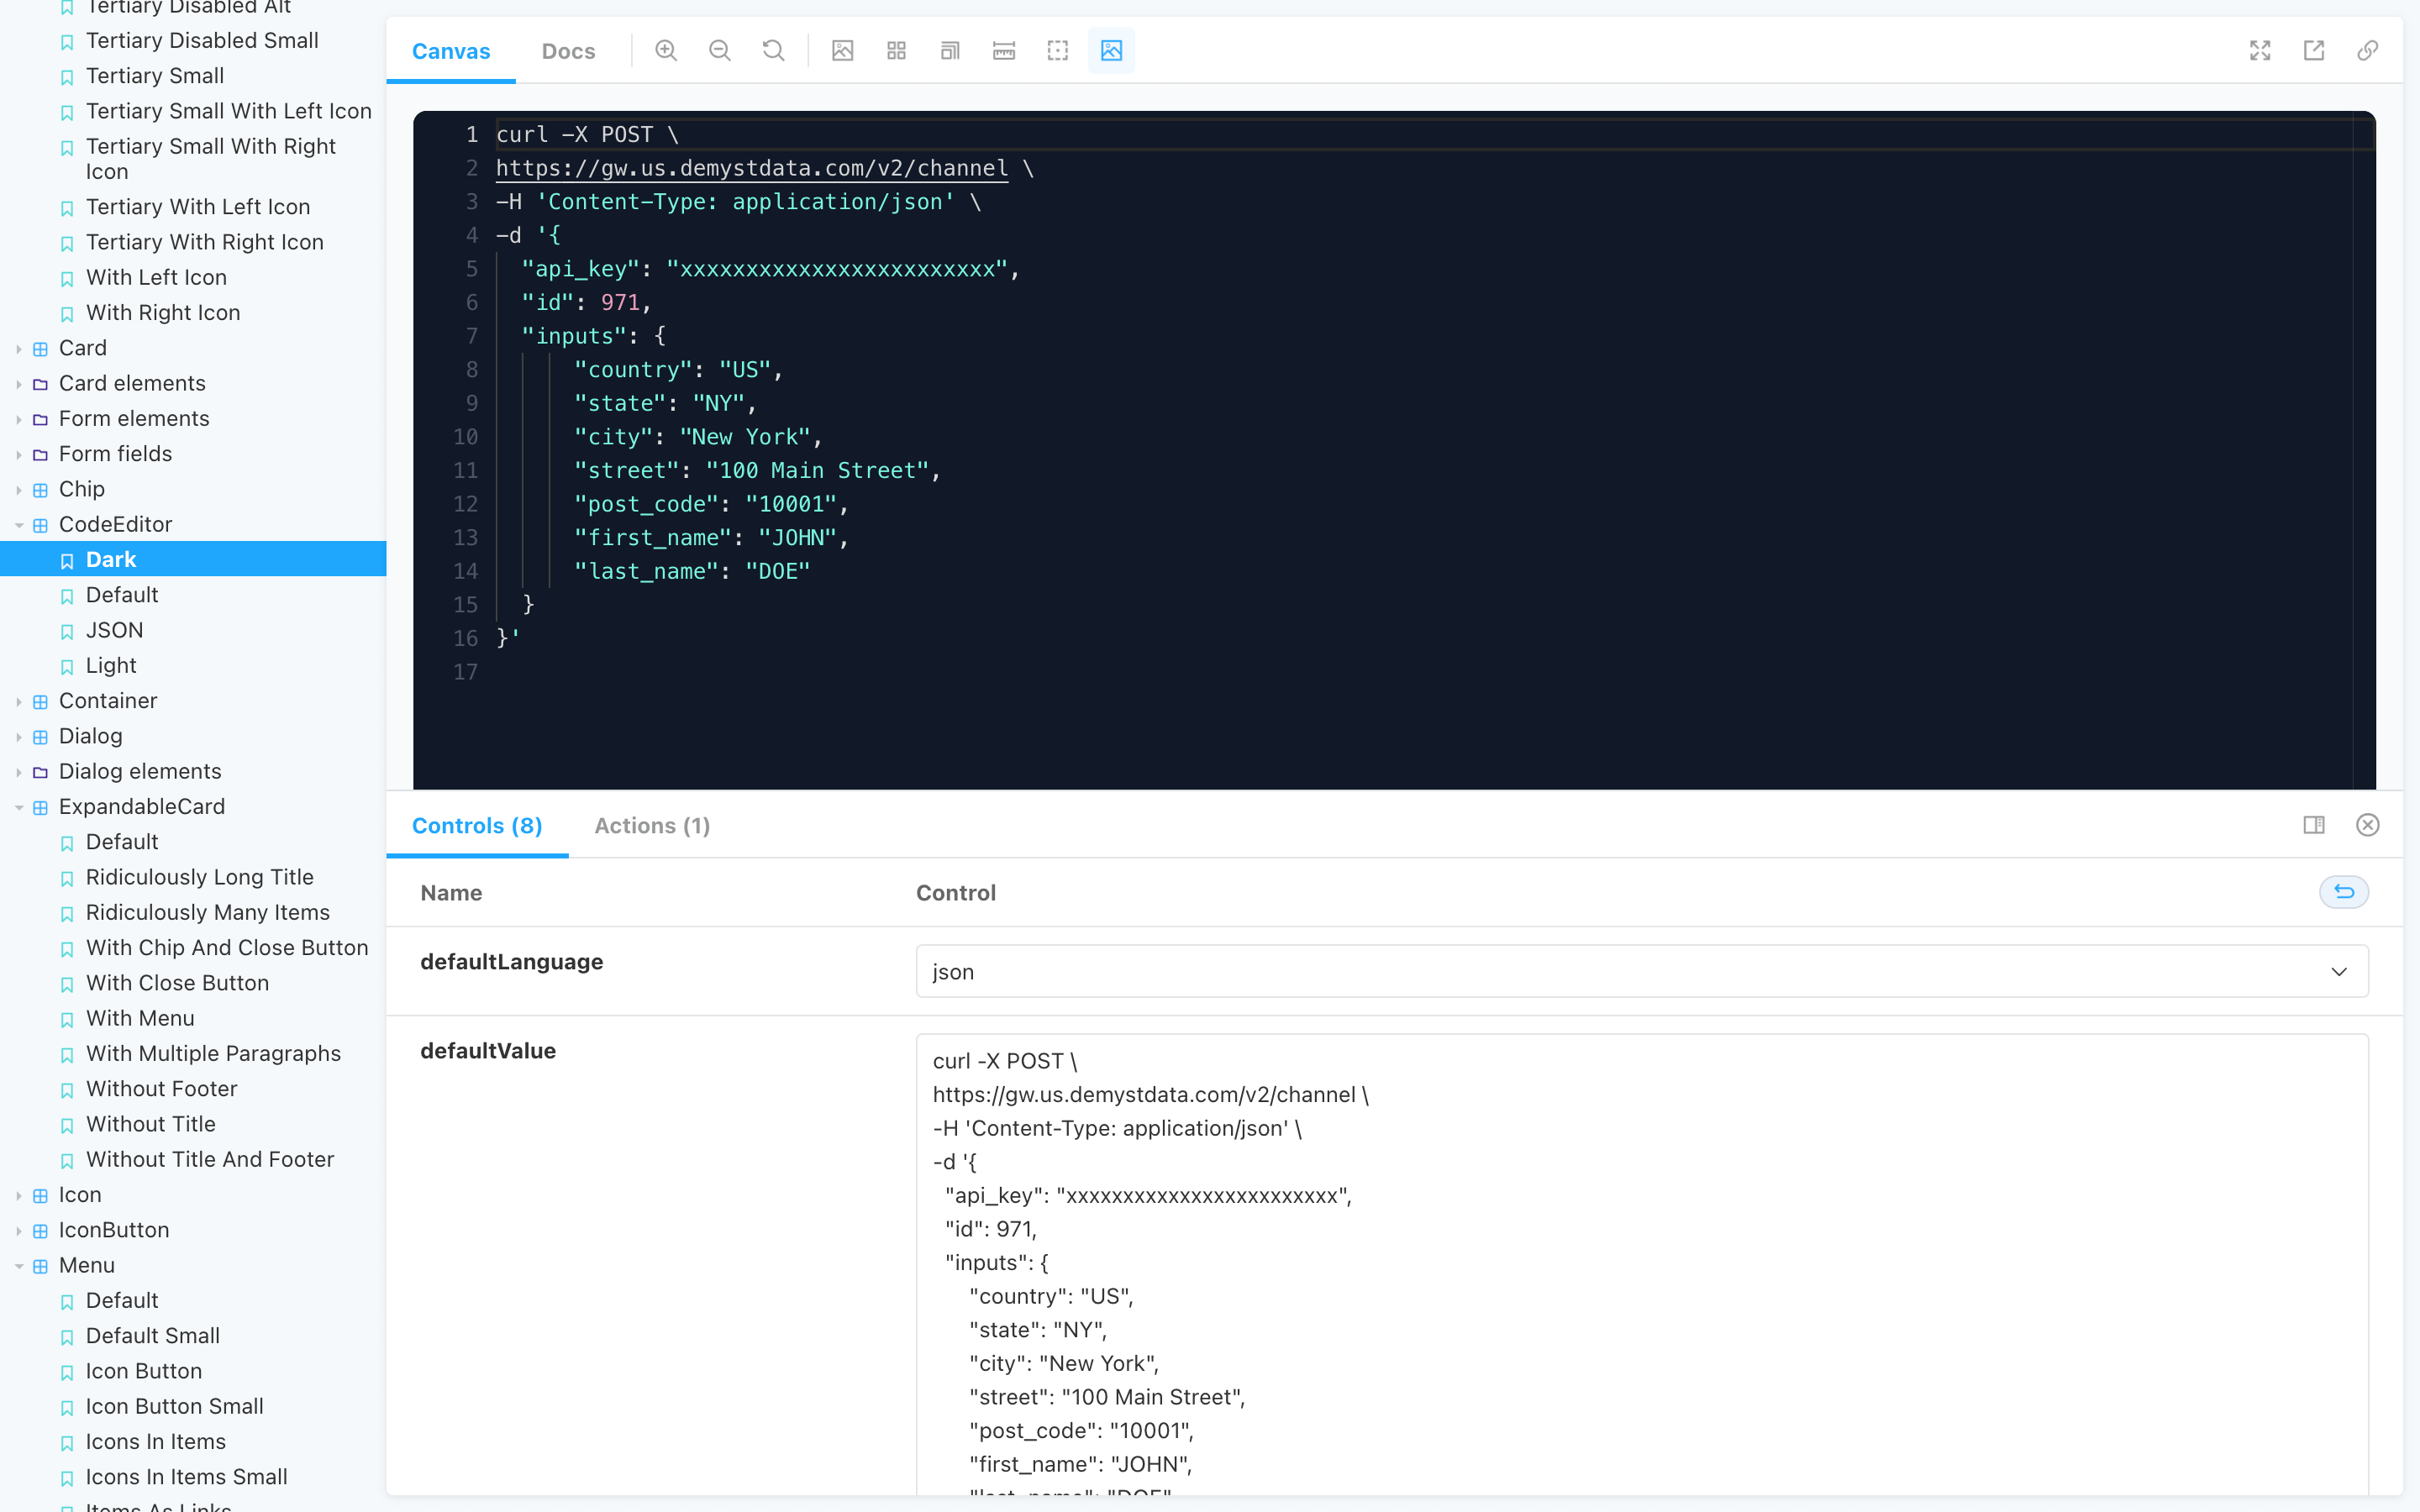 Tertiary Disabled Alt
Tertiary Disabled Small
Tertiary Small
Tertiary Small With Left Icon
Tertiary Small With Right
Icon
Tertiary With Left Icon
Tertiary With Right Icon
With Left Icon
With Right Icon
Card
Card elements
Form elements
Form fields
Chip
CodeEditor
Dark
Default
JSON
Light
Container
Dialog
Dialog elements
ExpandableCard
Default
Ridiculously Long Title
Ridiculously Many Items
With Chip And Close Button
With Close Button
With Menu
With Multiple Paragraphs
Without Footer
Without Title
Without Title And Footer
Icon
IconButton
Menu
Default
Default Small
Icon Button
Icon Button Small
Icons In Items
Icons In Items Small
Items As Links
Canvas Docs
1 curl -X POST \
2 https://gw.us.demystdata.com/v2/channel \
3 -H 'Content-Type: application/json' \
4 -d '{
5 "api_key": "xxxxxxxxxxxxxxxxxxxxxxxx",
6 "id": 971,
7 "inputs": {
8 "country": "US",
9 "state": "NY",
10 "city": "New York",
11 "street": "100 Main Street",
12 "post_code": "10001",
13 "first_name": "JOHN",
14 "last_name": "DOE"
15 }
16 }'
17
Controls (8) Actions (1)
Name Control
defaultLanguage json
defaultValue
curl -X POST \
https://gw.us.demystdata.com/v2/channel \
-H 'Content-Type: application/json' \
-d '{
"api_key": "xxxxxxxxxxxxxxxxxxxxxxxx",
"id": 971,
"inputs": {
"country": "US",
"state": "NY",
"city": "New York",
"street": "100 Main Street",
"post_code": "10001",
"first_name": "JOHN",
"last_name": "DOE"